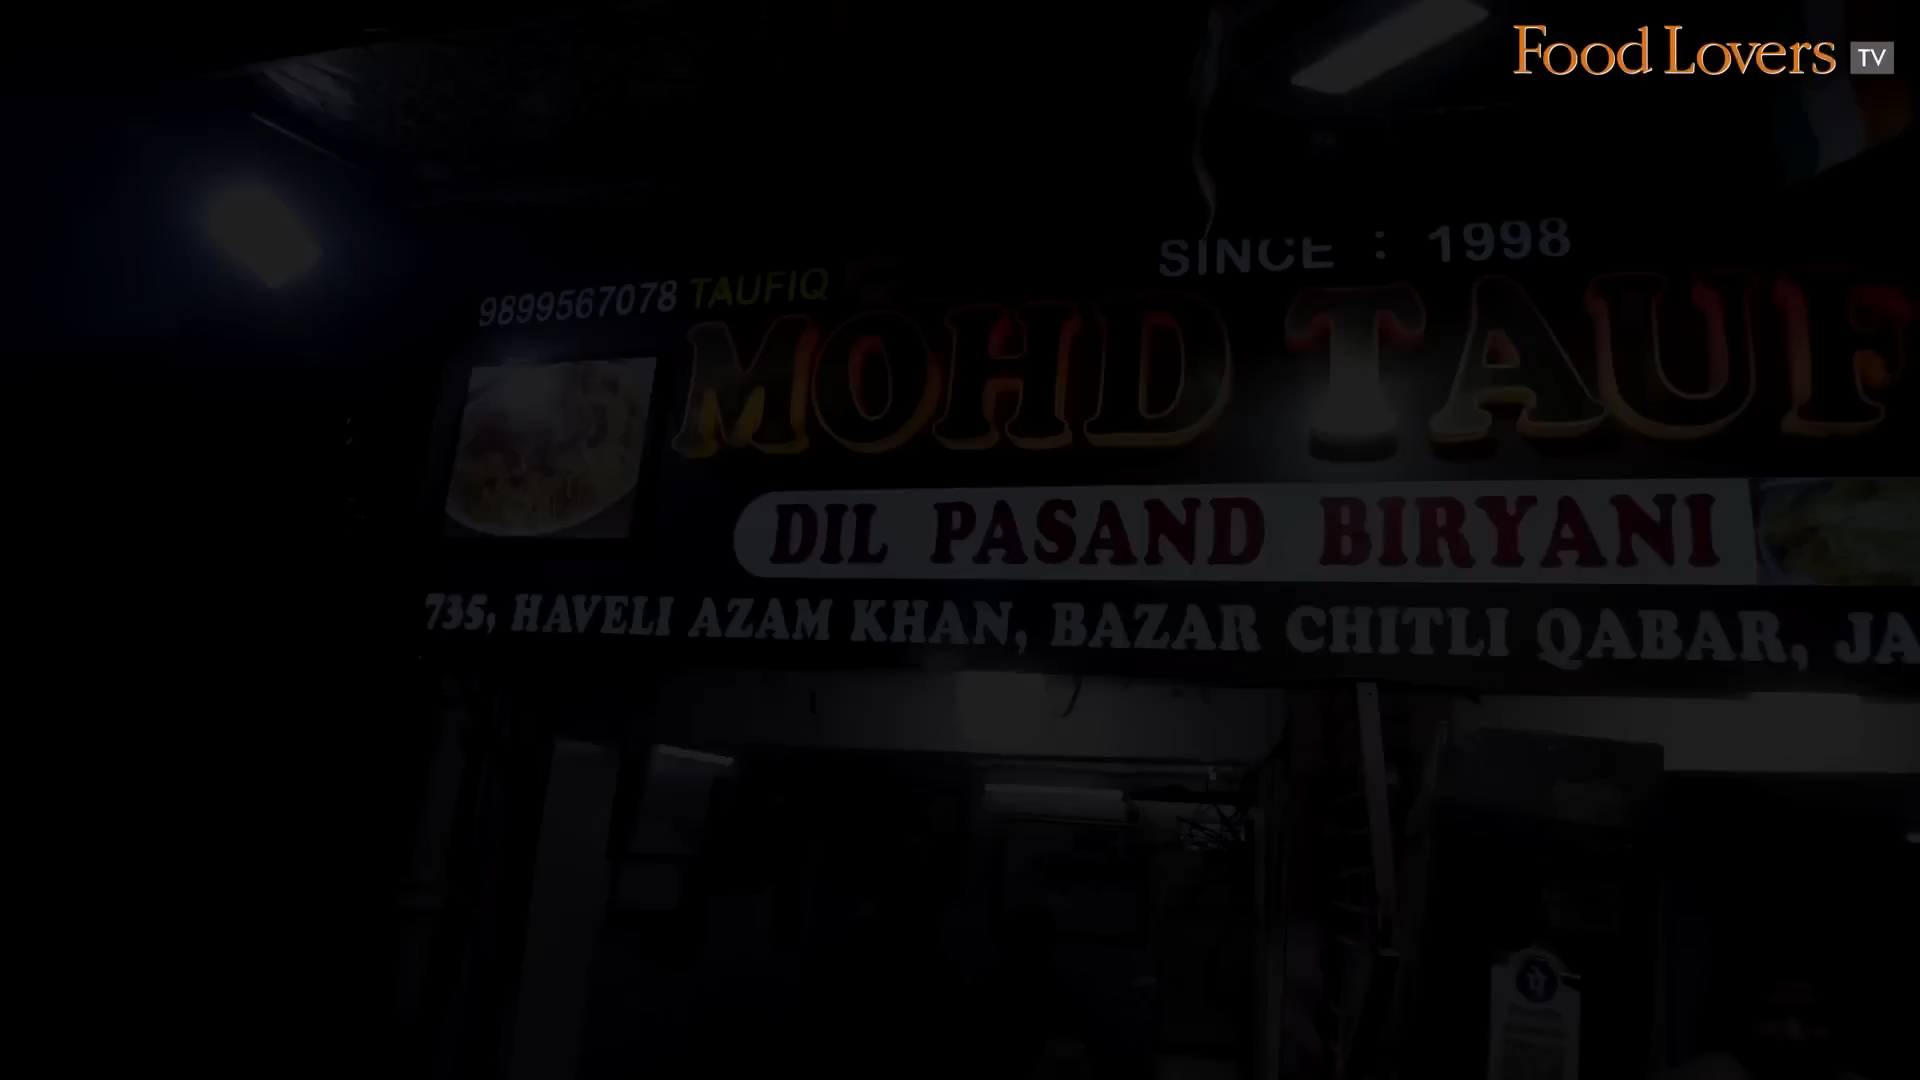 Food Lovers TV
SINCE : 1998
9899567078 TAUFIQ
MOHD TAUF
DIL PASAND BIRYANI
735, HAVELI AZAM KHAN, BAZAR CHITLI QABAR, JA
पे